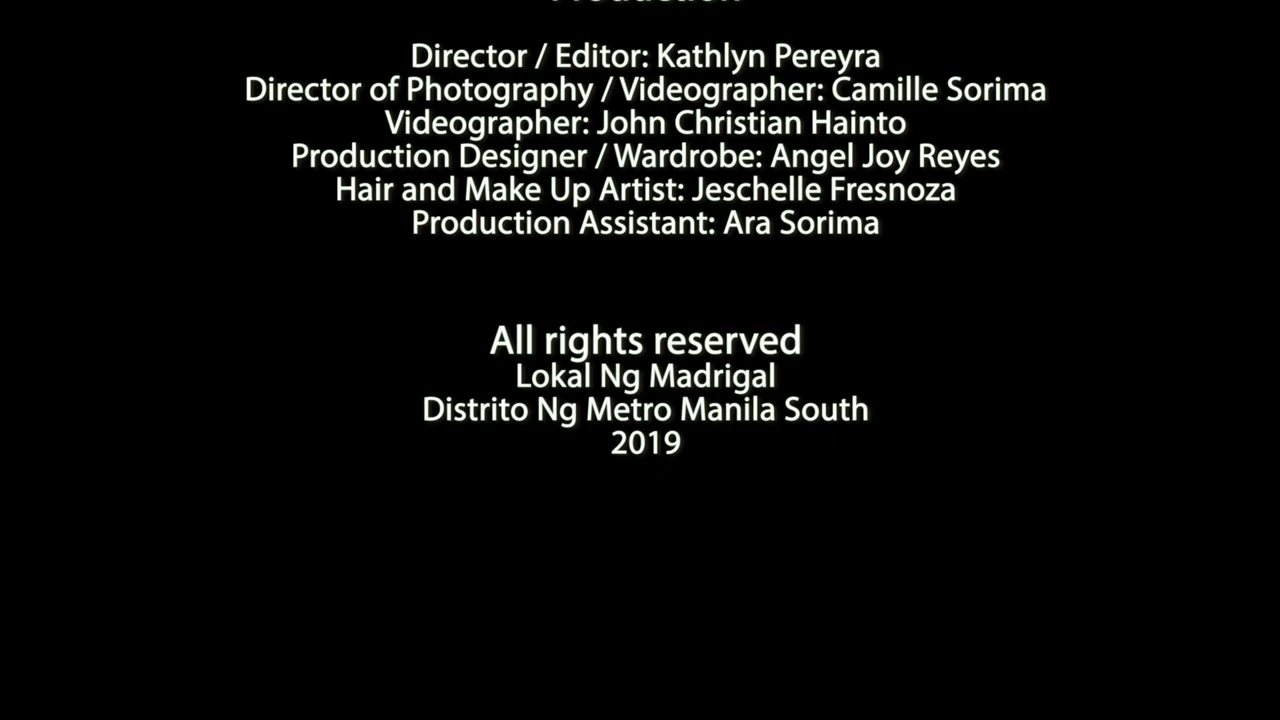 Production
Director / Editor: Kathlyn Pereyra
Director of Photography / Videographer: Camille Sorima
Videographer: John Christian Hainto
Production Designer / Wardrobe: Angel Joy Reyes
Hair and Make Up Artist: Jeschelle Fresnoza
Production Assistant: Ara Sorima
All rights reserved
Lokal Ng Madrigal
Distrito Ng Metro Manila South
2019